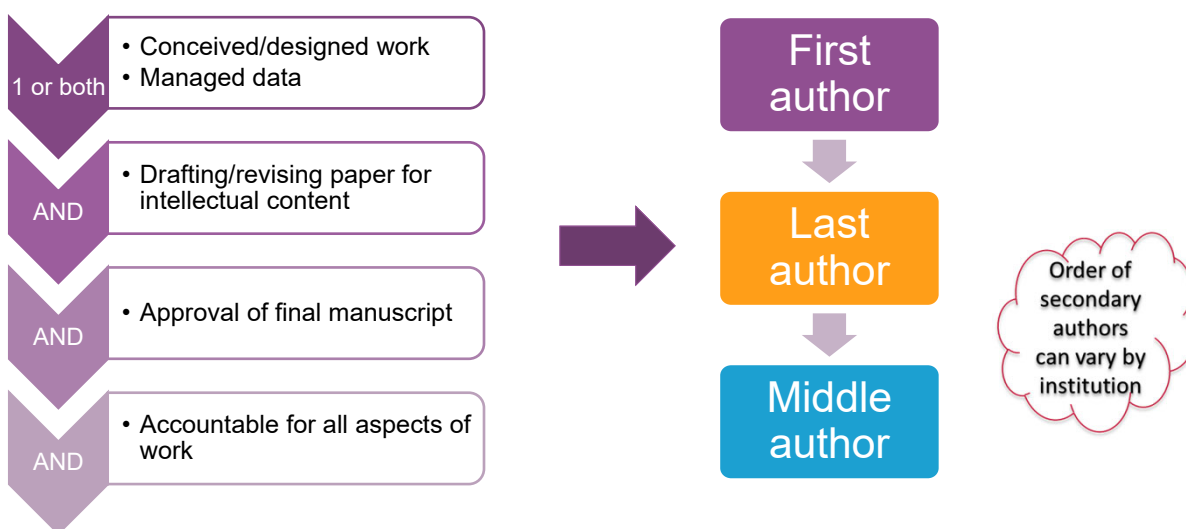 1 or both
• Conceived/designed work
• Managed data
AND
• Drafting/revising paper for
intellectual content
AND
• Approval of final manuscript
AND
• Accountable for all aspects of
work
First
author
Last
author
Middle
author
Order of
secondary
authors
can vary by
institution